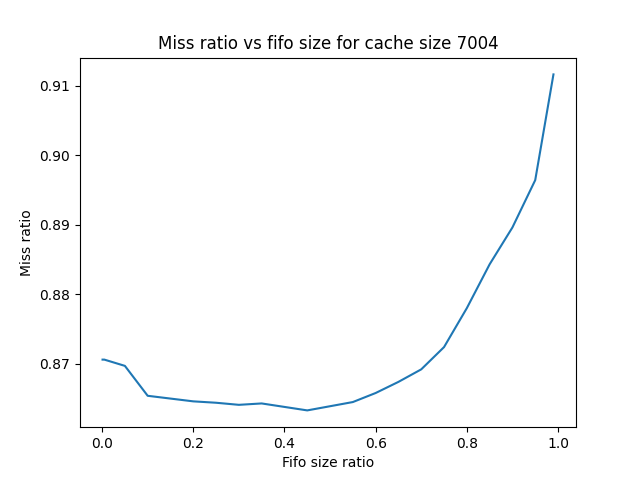 Miss ratio vs fifo size for cache size 7004
0.91
0.90
0.89
0.88
0.87
Miss ratio
0.0 0.2 0.4 0.6 0.8 1.0
Fifo size ratio